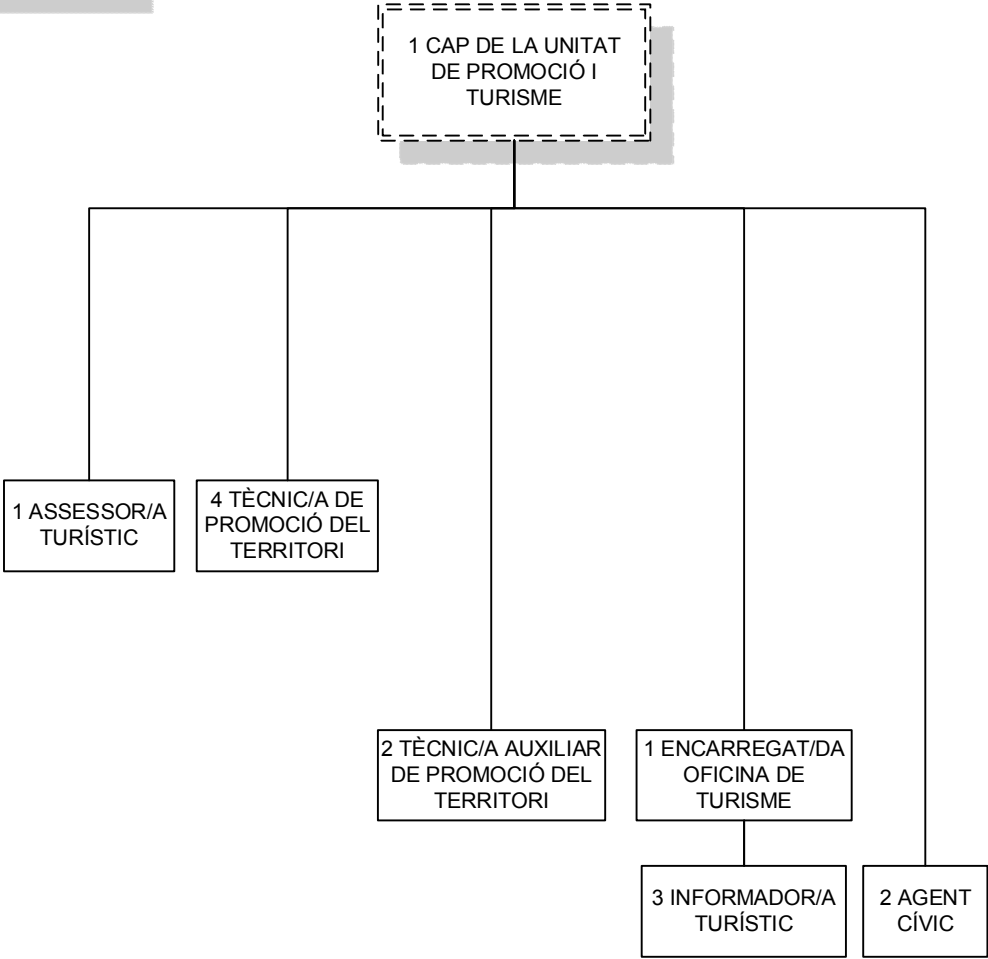 1 CAP DE LA UNITAT
DE PROMOCIÓ I
TURISME
1 ASSESSOR/A
TURÍSTIC
4 TÈCNIC/A DE
PROMOCIÓ DEL
TERRITORI
2 TÈCNIC/A AUXILIAR
DE PROMOCIÓ DEL
TERRITORI
1 ENCARREGAT/DA
OFICINA DE
TURISME
3 INFORMADOR/A
TURÍSTIC
2 AGENT
CÍVIC